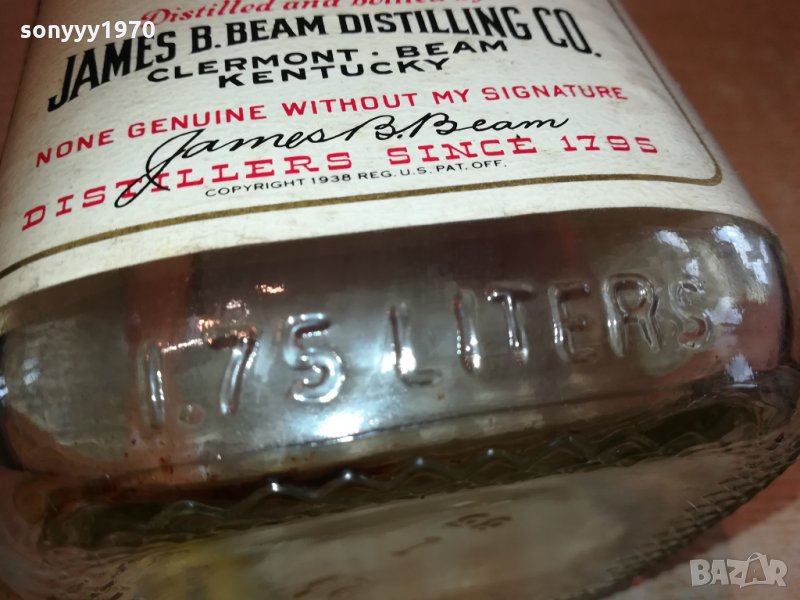 sonyyy1970
Distilled and bottled by
JAMES B. BEAM DISTILLING CO.
CLERMONT · BEAM
KENTUCKY
NONE GENUINE WITHOUT MY SIGNATURE
James B. Beam
DISTILLERS SINCE 1795
COPYRIGHT 1938 REG. U.S. PAT. OFF.
1.75 LITERS
BAZAR